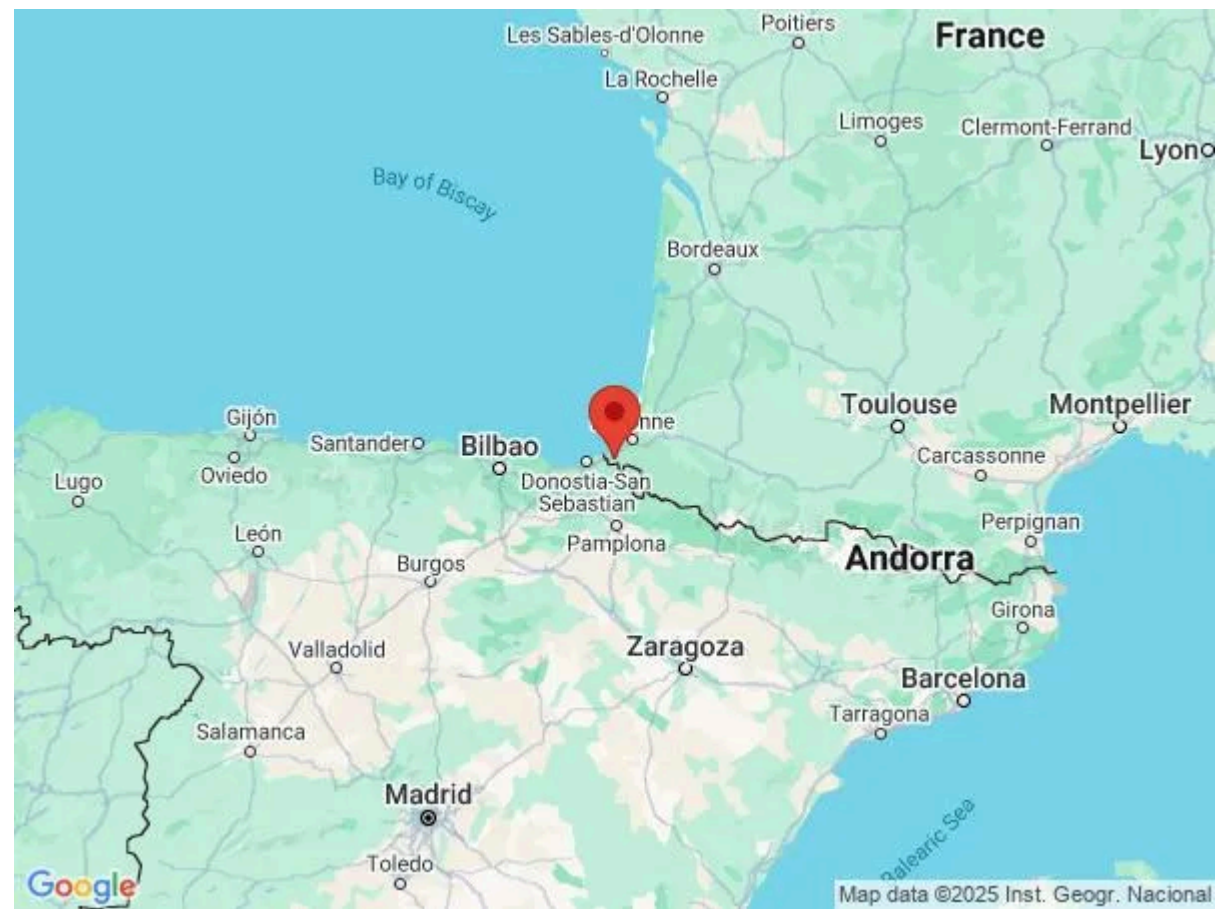 Poitiers
Les Sables-d'Olonne
France
La Rochelle
Limoges
Clermont-Ferrand
Lyon
Bay of Biscay
Bordeaux
Gijón
Santander
Bilbao
nne
Toulouse
Montpellier
Oviedo
Lugo
Donostia-San
Sebastian
Carcassonne
León
Pamplona
Perpignan
Andorra
Burgos
Girona
Valladolid
Zaragoza
Barcelona
Tarragona
Salamanca
Madrid
Toledo
Balearic Sea
Google
Map data ©2025 Inst. Geogr. Nacional